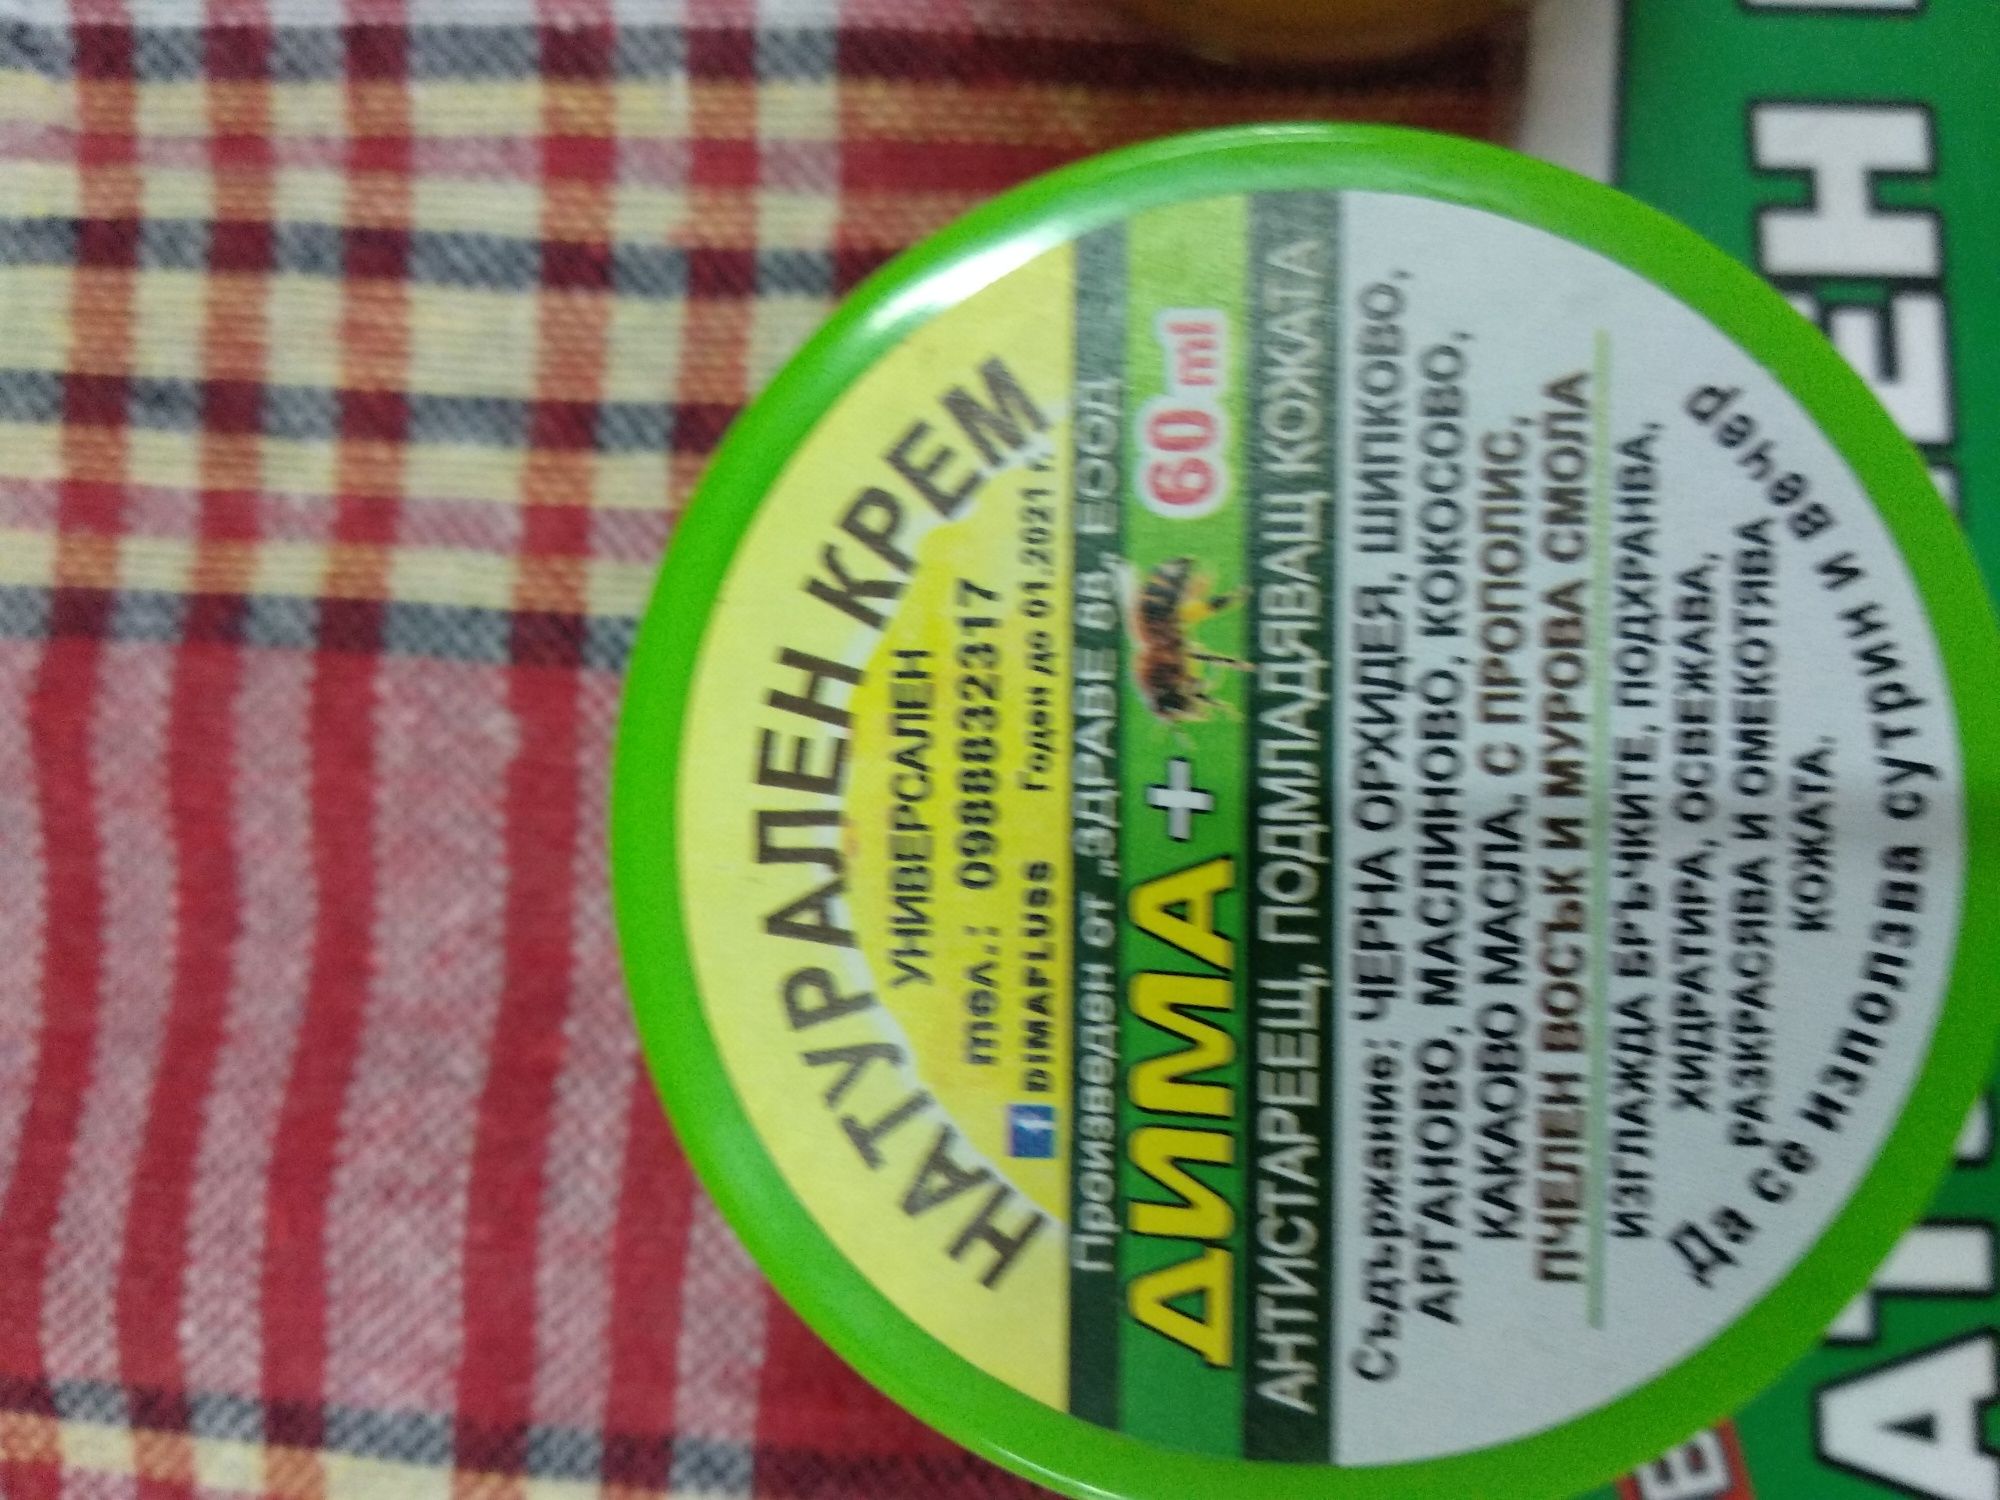 НАТУРАЛЕН КРЕМ
УНИВЕРСАЛЕН
тел.: 0988832317
DIMAPLUSS Годен до 01.2021 г.
Произведен от "ЗДРАВЕ ВВ, ЕООД
ДИМА + 60 ml
АНТИСТАРЕЕЩ, ПОДМЛАДЯВАЩ КОЖАТА
Съдържание: ЧЕРНА ОРХИДЕЯ, ШИПКОВО,
АРГАНОВО, МАСЛИНОВО, КОКОСОВО,
КАКАОВО МАСЛА. С ПРОПОЛИС,
ПЧЕЛЕН ВОСЪК И МУРОВА СМОЛА
ИЗГЛАЖДА БРЪЧКИТЕ, ПОДХРАНВА,
ХИДРАТИРА, ОСВЕЖАВА,
РАЗКРАСЯВА И ОМЕКОТЯВА
КОЖАТА.
Да се използва сутрин и вечер